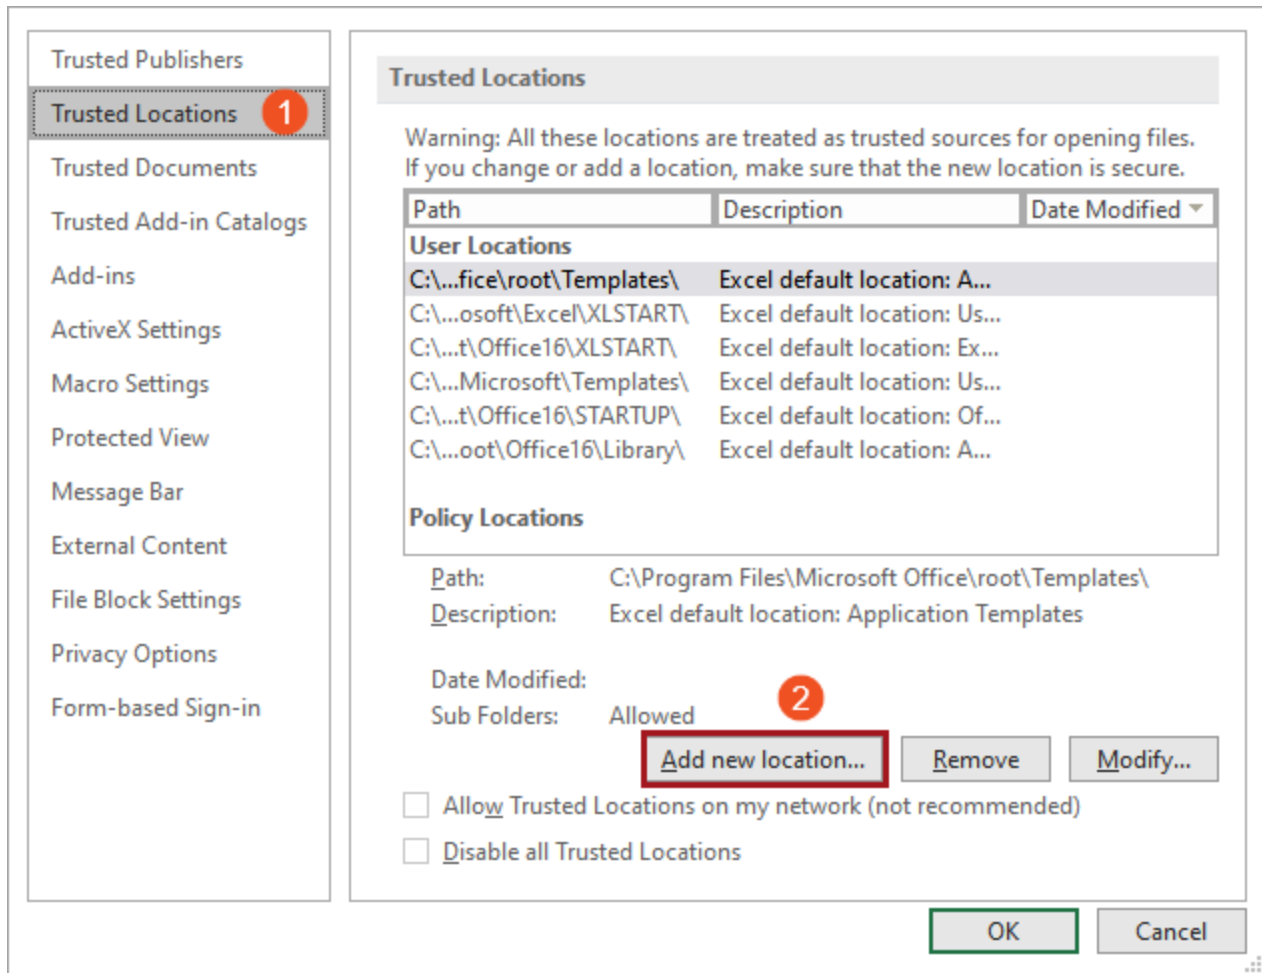 Trusted Publishers
Trusted Locations 1
Trusted Documents
Trusted Add-in Catalogs
Add-ins
ActiveX Settings
Macro Settings
Protected View
Message Bar
External Content
File Block Settings
Privacy Options
Form-based Sign-in
Trusted Locations
Warning: All these locations are treated as trusted sources for opening files.
If you change or add a location, make sure that the new location is secure.
Path Description Date Modified
User Locations
C:\...fice\root\Templates\ Excel default location: A...
C:\...osoft\Excel\XLSTART\ Excel default location: Us...
C:\...t\Office16\XLSTART\ Excel default location: Ex...
C:\...Microsoft\Templates\ Excel default location: Us...
C:\...t\Office16\STARTUP\ Excel default location: Of...
C:\...oot\Office16\Library\ Excel default location: A...
Policy Locations
Path: C:\Program Files\Microsoft Office\root\Templates\
Description: Excel default location: Application Templates
Date Modified:
Sub Folders: Allowed
2
Add new location... Remove Modify...
Allow Trusted Locations on my network (not recommended)
Disable all Trusted Locations
OK Cancel